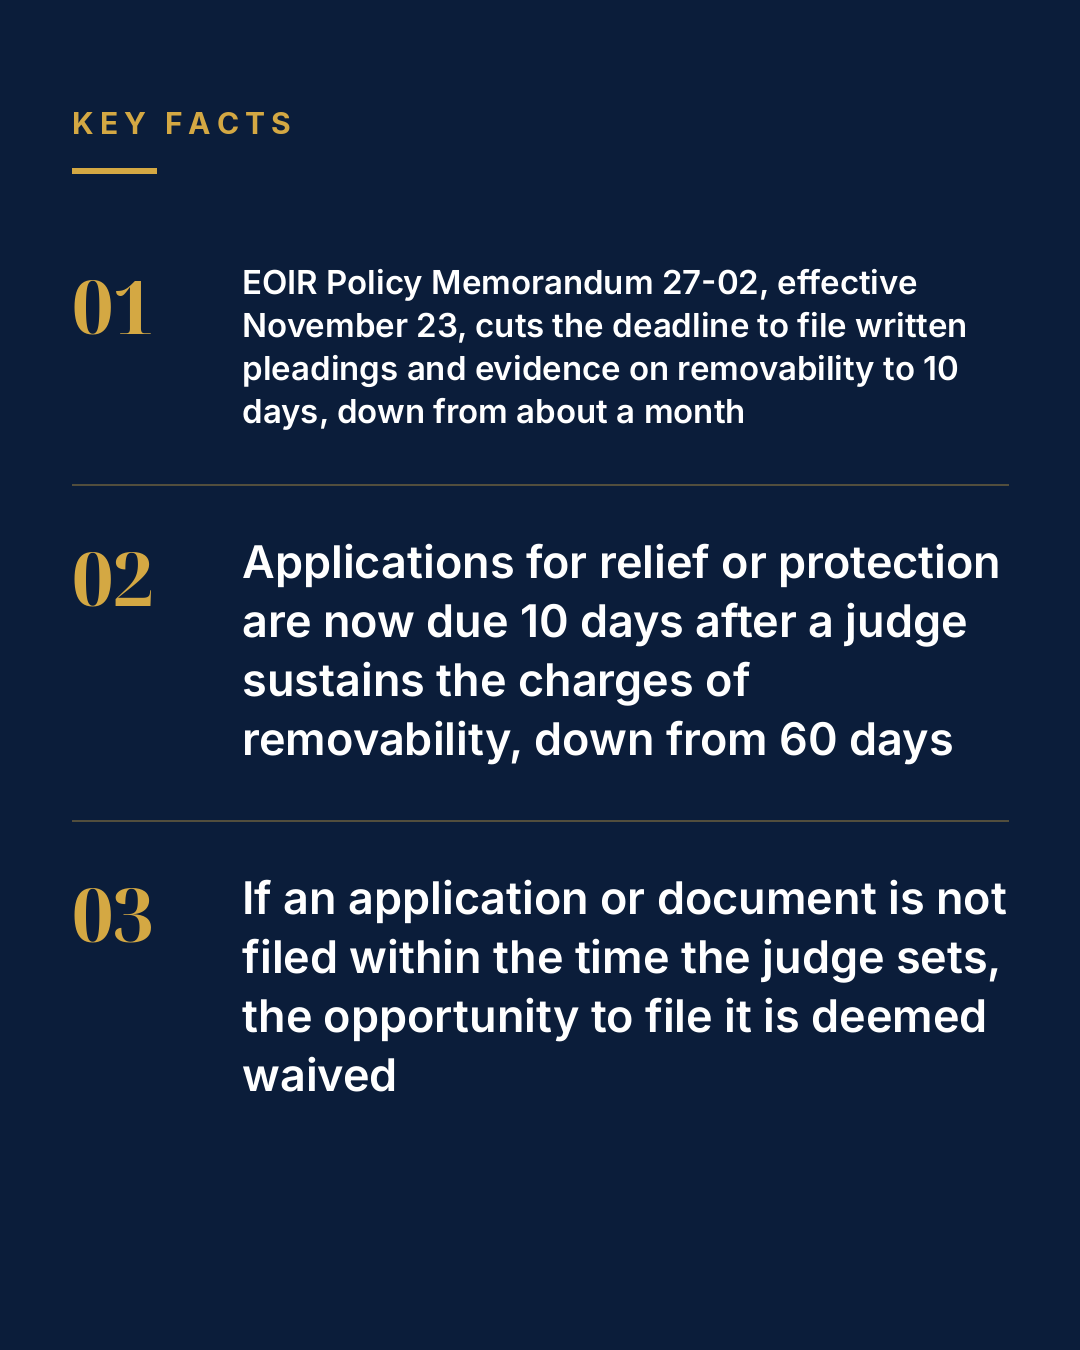 KEY FACTS
01
EOIR Policy Memorandum 27-02, effective
November 23, cuts the deadline to file written
pleadings and evidence on removability to 10
days, down from about a month
02
Applications for relief or protection
are now due 10 days after a judge
sustains the charges of
removability, down from 60 days
03
If an application or document is not
filed within the time the judge sets,
the opportunity to file it is deemed
waived